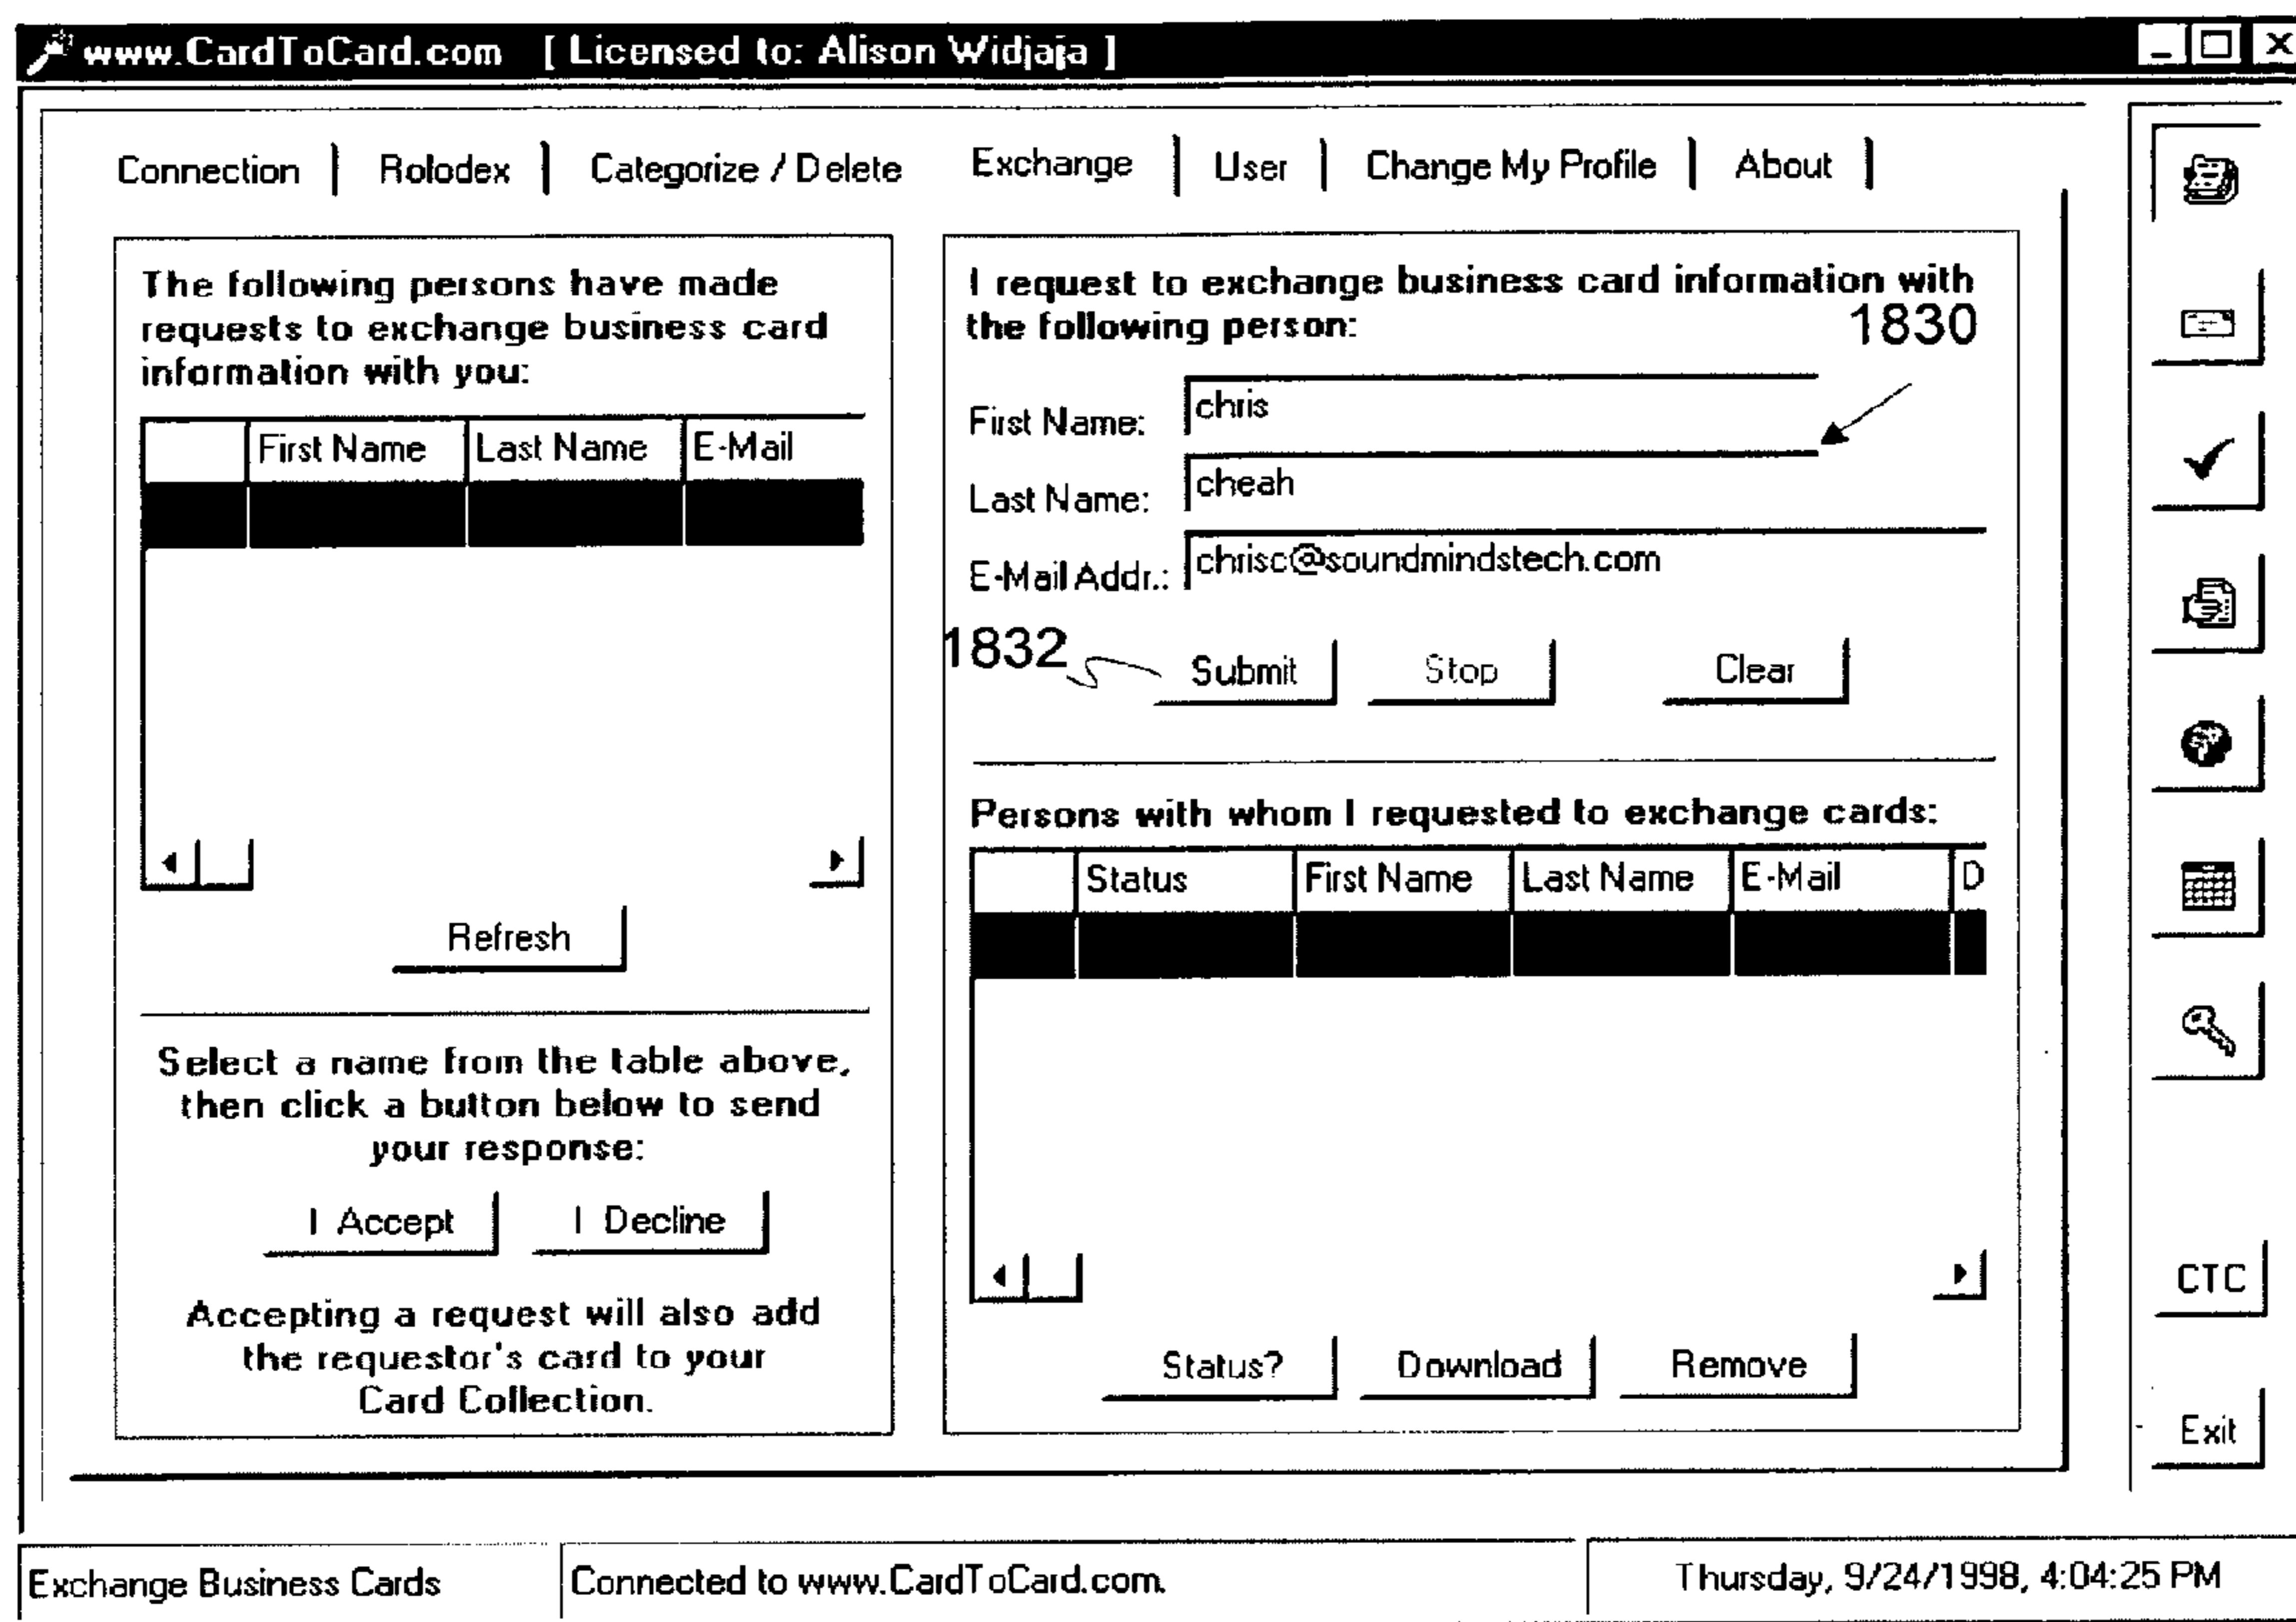 www.CardToCard.com [ Licensed to: Alison Widjaja ]
Connection | Rolodex | Categorize / Delete Exchange | User | Change My Profile | About |
The following persons have made
requests to exchange business card
information with you:
First Name Last Name E-Mail
Refresh
Select a name from the table above,
then click a button below to send
your response:
I Accept I Decline
Accepting a request will also add
the requestor's card to your
Card Collection.
I request to exchange business card information with
the following person:
1830
First Name: chris
Last Name: cheah
E-Mail Addr.: chrisc@soundmindstech.com
1832
Submit Stop Clear
Persons with whom I requested to exchange cards:
Status First Name Last Name E-Mail D
Status? Download Remove
CTC
Exit
Exchange Business Cards Connected to www.CardToCard.com. Thursday, 9/24/1998, 4:04:25 PM